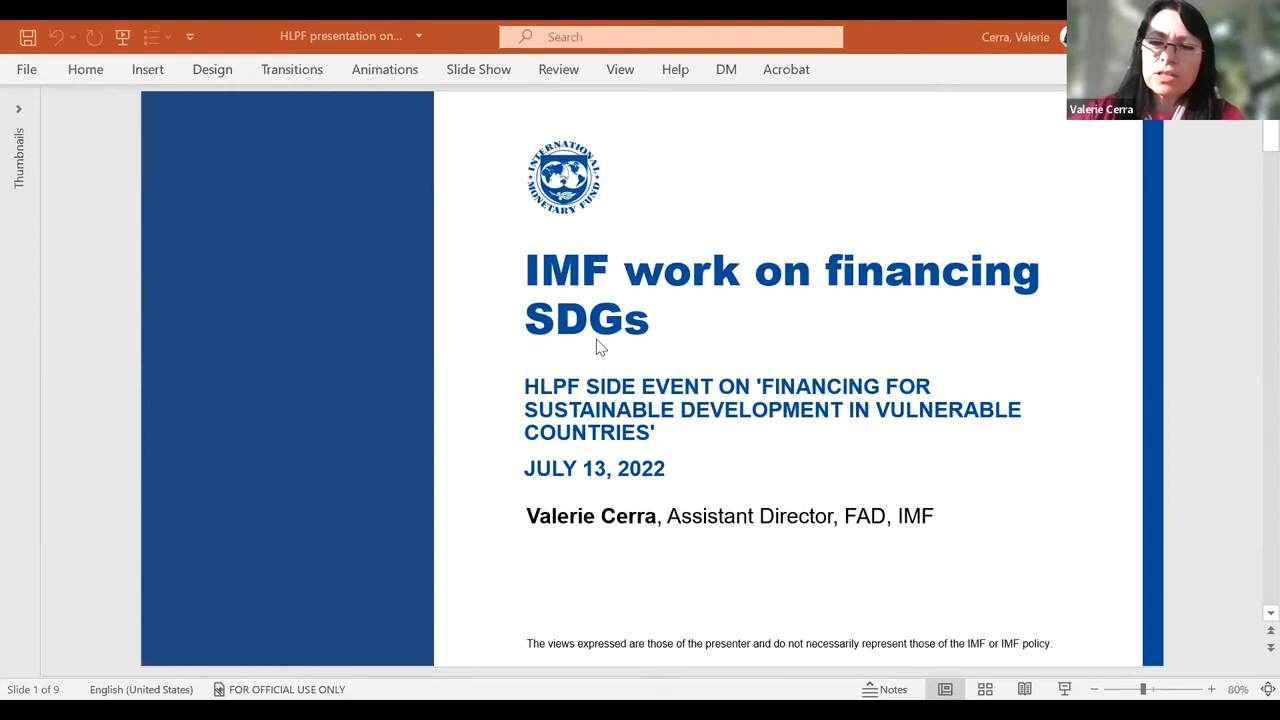 HLPF presentation on...
Search
Cerra, Valerie
File
Home
Insert
Design
Transitions
Animations
Slide Show
Review
View
Help
DM
Acrobat
Valerie Cerra
Thumbnails
INTERNATIONAL MONETARY FUND
IMF work on financing
SDGs
HLPF SIDE EVENT ON 'FINANCING FOR
SUSTAINABLE DEVELOPMENT IN VULNERABLE
COUNTRIES'
JULY 13, 2022
Valerie Cerra, Assistant Director, FAD, IMF
The views expressed are those of the presenter and do not necessarily represent those of the IMF or IMF policy.
Slide 1 of 9
English (United States)
FOR OFFICIAL USE ONLY
Notes
80%